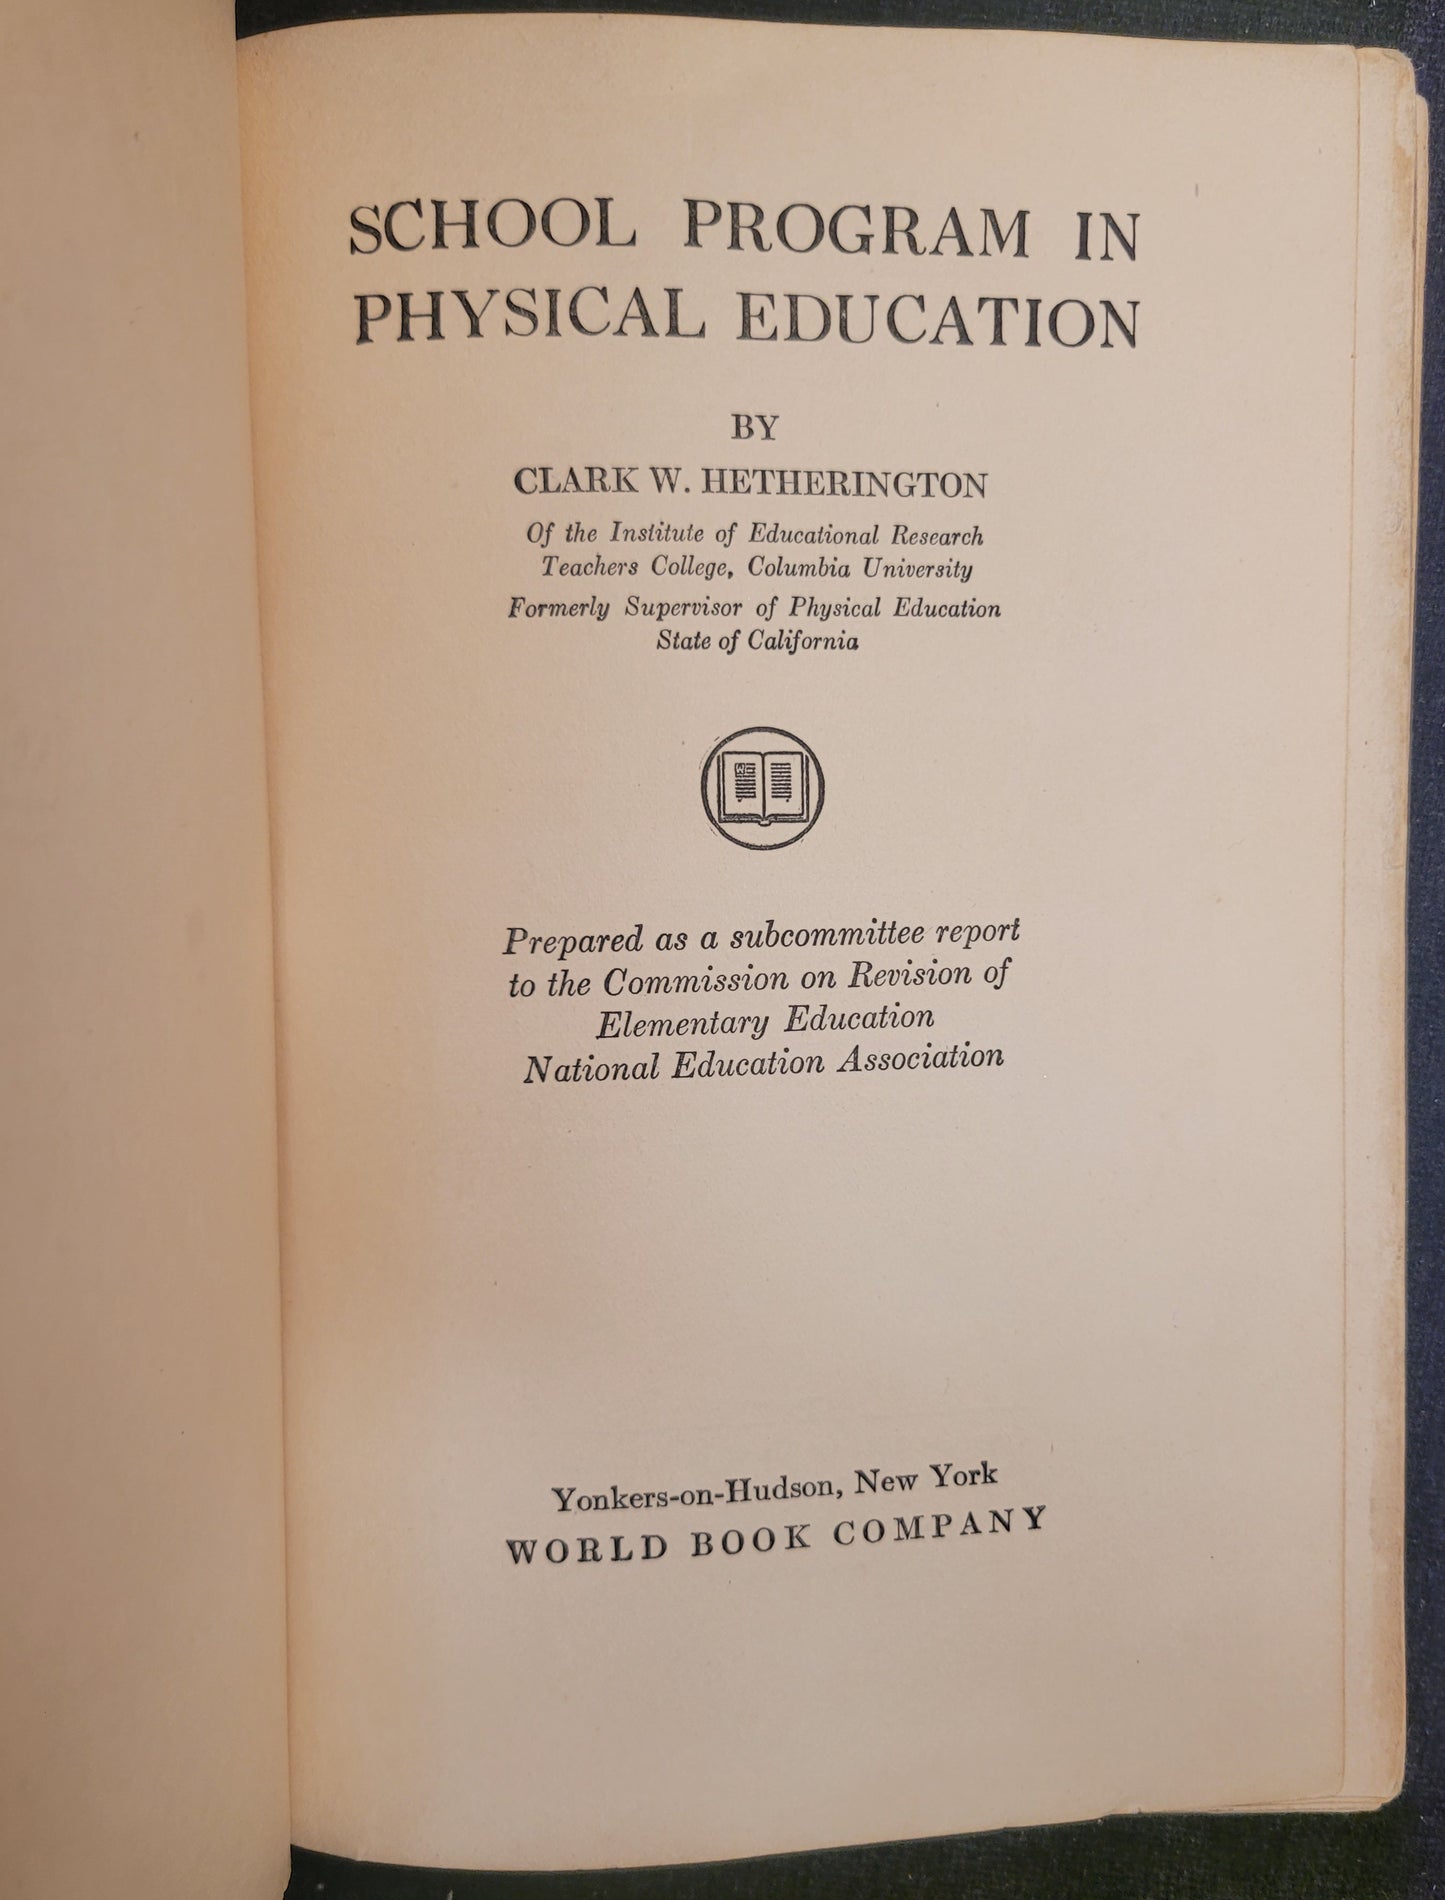 SCHOOL PROGRAM IN
PHYSICAL EDUCATION
BY
CLARK W. HETHERINGTON
Of the Institute of Educational Research
Teachers College, Columbia University
Formerly Supervisor of Physical Education
State of California
Prepared as a subcommittee report
to the Commission on Revision of
Elementary Education
National Education Association
Yonkers-on-Hudson, New York
WORLD BOOK COMPANY